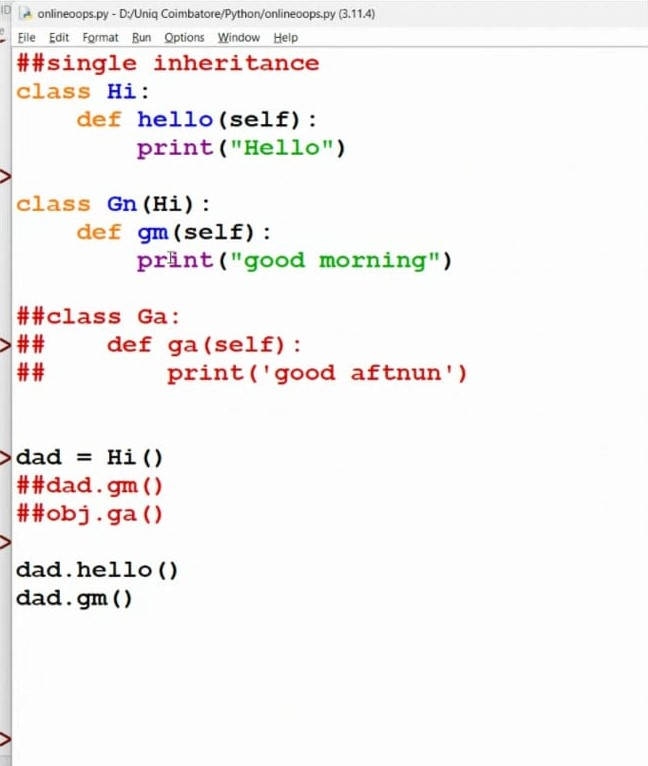 onlineoops.py - D:/Uniq Coimbatore/Python/onlineoops.py (3.11.4)
File Edit Format Run Options Window Help
##single inheritance
class Hi:
    def hello(self):
        print("Hello")

class Gn(Hi):
    def gm(self):
        print("good morning")

##class Ga:
##    def ga(self):
##        print('good aftnun')

dad = Hi()
##dad.gm()
##obj.ga()

dad.hello()
dad.gm()